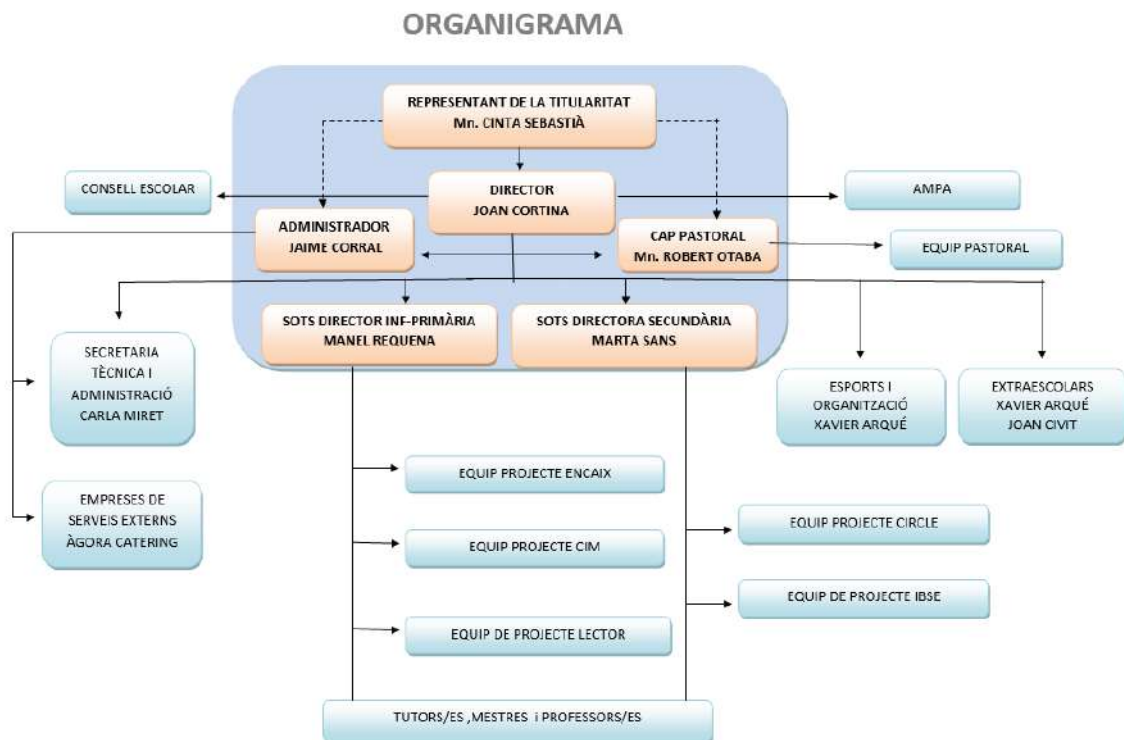 ORGANIGRAMA
REPRESENTANT DE LA TITULARITAT
Mn. CINTA SEBASTIÀ
CONSELL ESCOLAR
DIRECTOR
JOAN CORTINA
AMPA
ADMINISTRADOR
JAIME CORRAL
CAP PASTORAL
Mn. ROBERT OTABA
EQUIP PASTORAL
SOTS DIRECTOR INF-PRIMÀRIA
MANEL REQUENA
SOTS DIRECTORA SECUNDÀRIA
MARTA SANS
SECRETARIA
TÈCNICA I
ADMINISTRACIÓ
CARLA MIRET
ESPORTS I
ORGANITZACIÓ
XAVIER ARQUÉ
EXTRAESCOLARS
XAVIER ARQUÉ
JOAN CIVIT
EQUIP PROJECTE ENCAIX
EMPRESES DE
SERVEIS EXTERNS
ÀGORA CATERING
EQUIP PROJECTE CIRCLE
EQUIP PROJECTE CIM
EQUIP DE PROJECTE IBSE
EQUIP DE PROJECTE LECTOR
TUTORS/ES ,MESTRES i PROFESSORS/ES